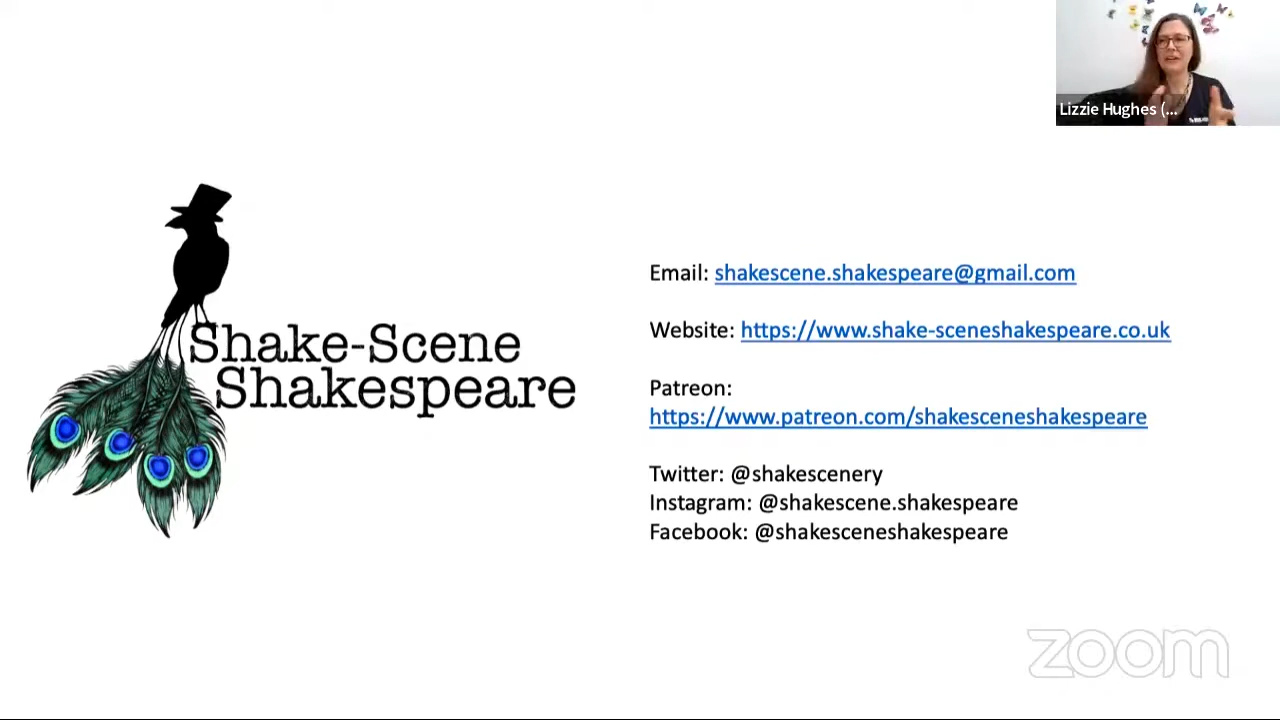 Lizzie Hughes (...
Shake-Scene
Shakespeare
Email: shakescene.shakespeare@gmail.com
Website: https://www.shake-sceneshakespeare.co.uk
Patreon:
https://www.patreon.com/shakesceneshakespeare
Twitter: @shakescenery
Instagram: @shakescene.shakespeare
Facebook: @shakesceneshakespeare
zoom